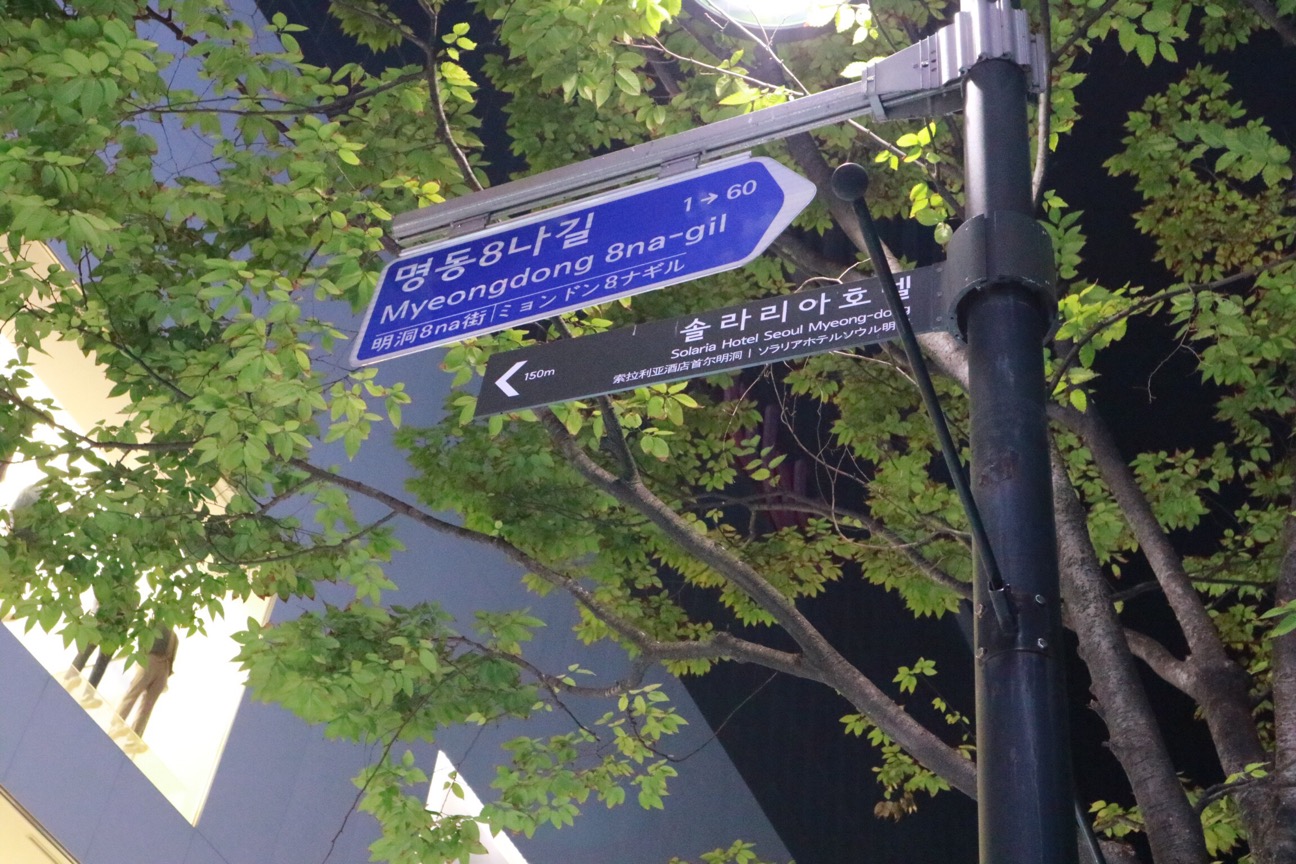 명동8나길 1→60
Myeongdong 8na-gil
明洞8na街|ミョンドン8ナギル
솔라리아호텔
Solaria Hotel Seoul Myeong-dong
索拉利亚酒店首尔明洞 | ソラリアホテルソウル明
150m